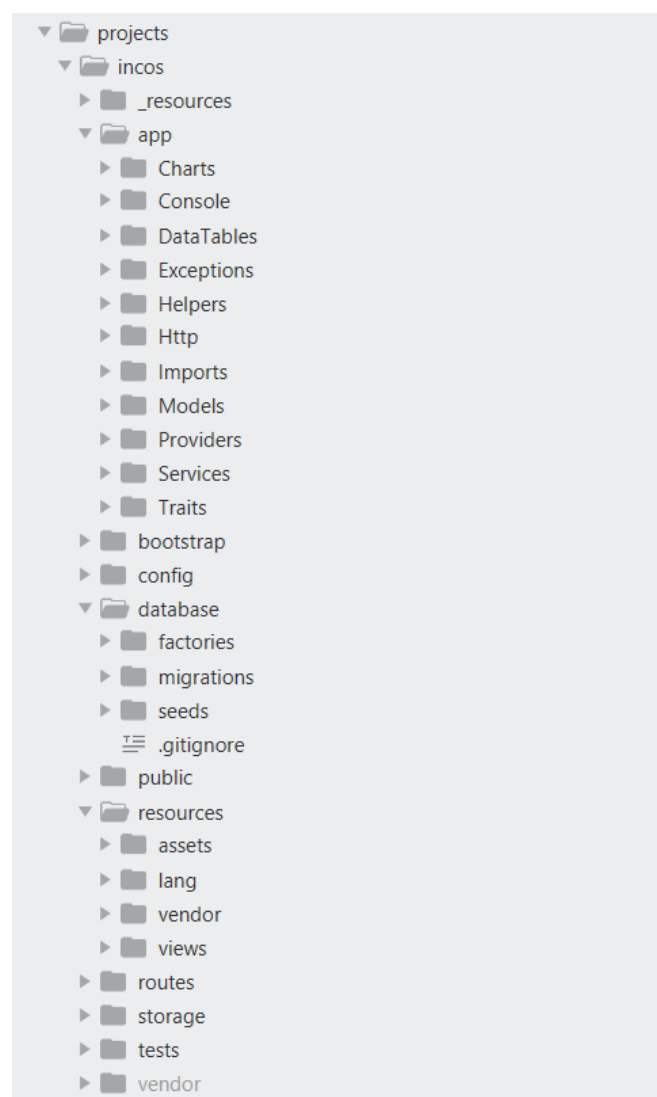 projects
incos
_resources
app
Charts
Console
DataTables
Exceptions
Helpers
Http
Imports
Models
Providers
Services
Traits
bootstrap
config
database
factories
migrations
seeds
.gitignore
public
resources
assets
lang
vendor
views
routes
storage
tests
vendor